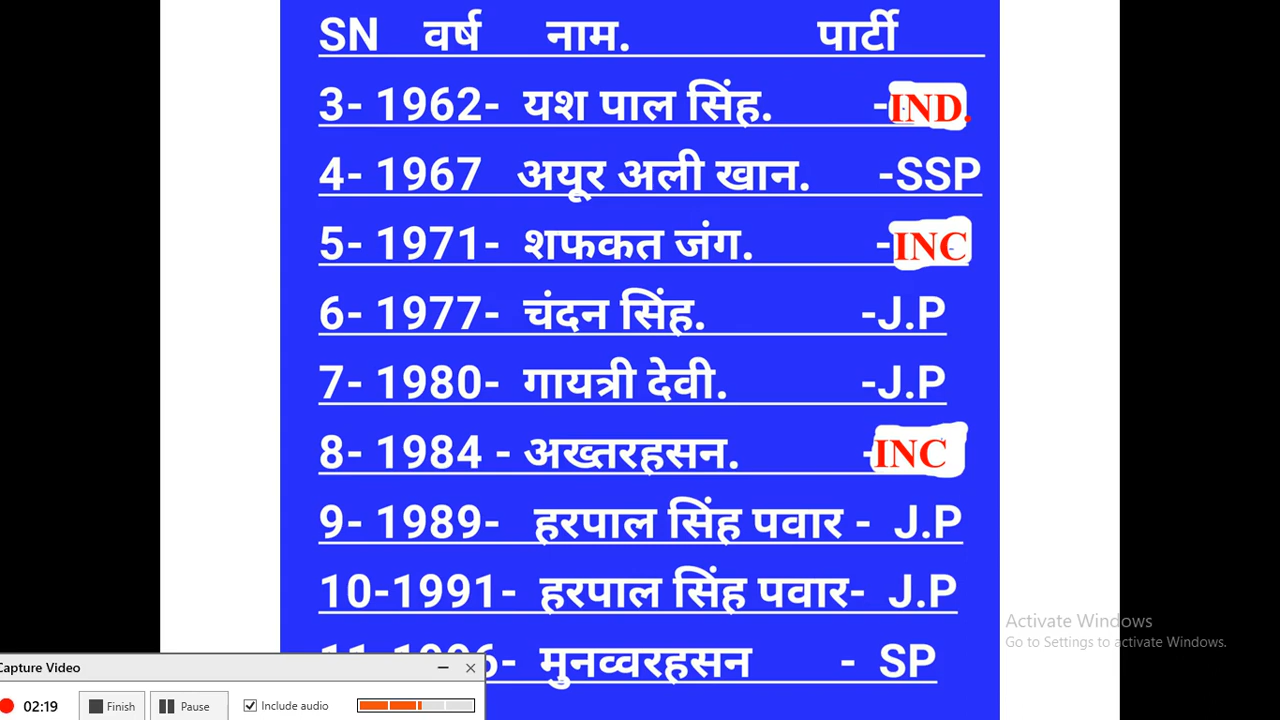 SN वर्ष नाम. पार्टी
3- 1962- यश पाल सिंह. -IND.
4- 1967 अयूर अली खान. -SSP
5- 1971- शफकत जंग. -INC
6- 1977- चंदन सिंह. -J.P
7- 1980- गायत्री देवी. -J.P
8- 1984 - अख्तरहसन. -INC
9- 1989- हरपाल सिंह पवार - J.P
10-1991- हरपाल सिंह पवार- J.P
11-1996- मुनव्वरहसन - SP
Activate Windows
Go to Settings to activate Windows.
Capture Video
02:19 Finish Pause Include audio